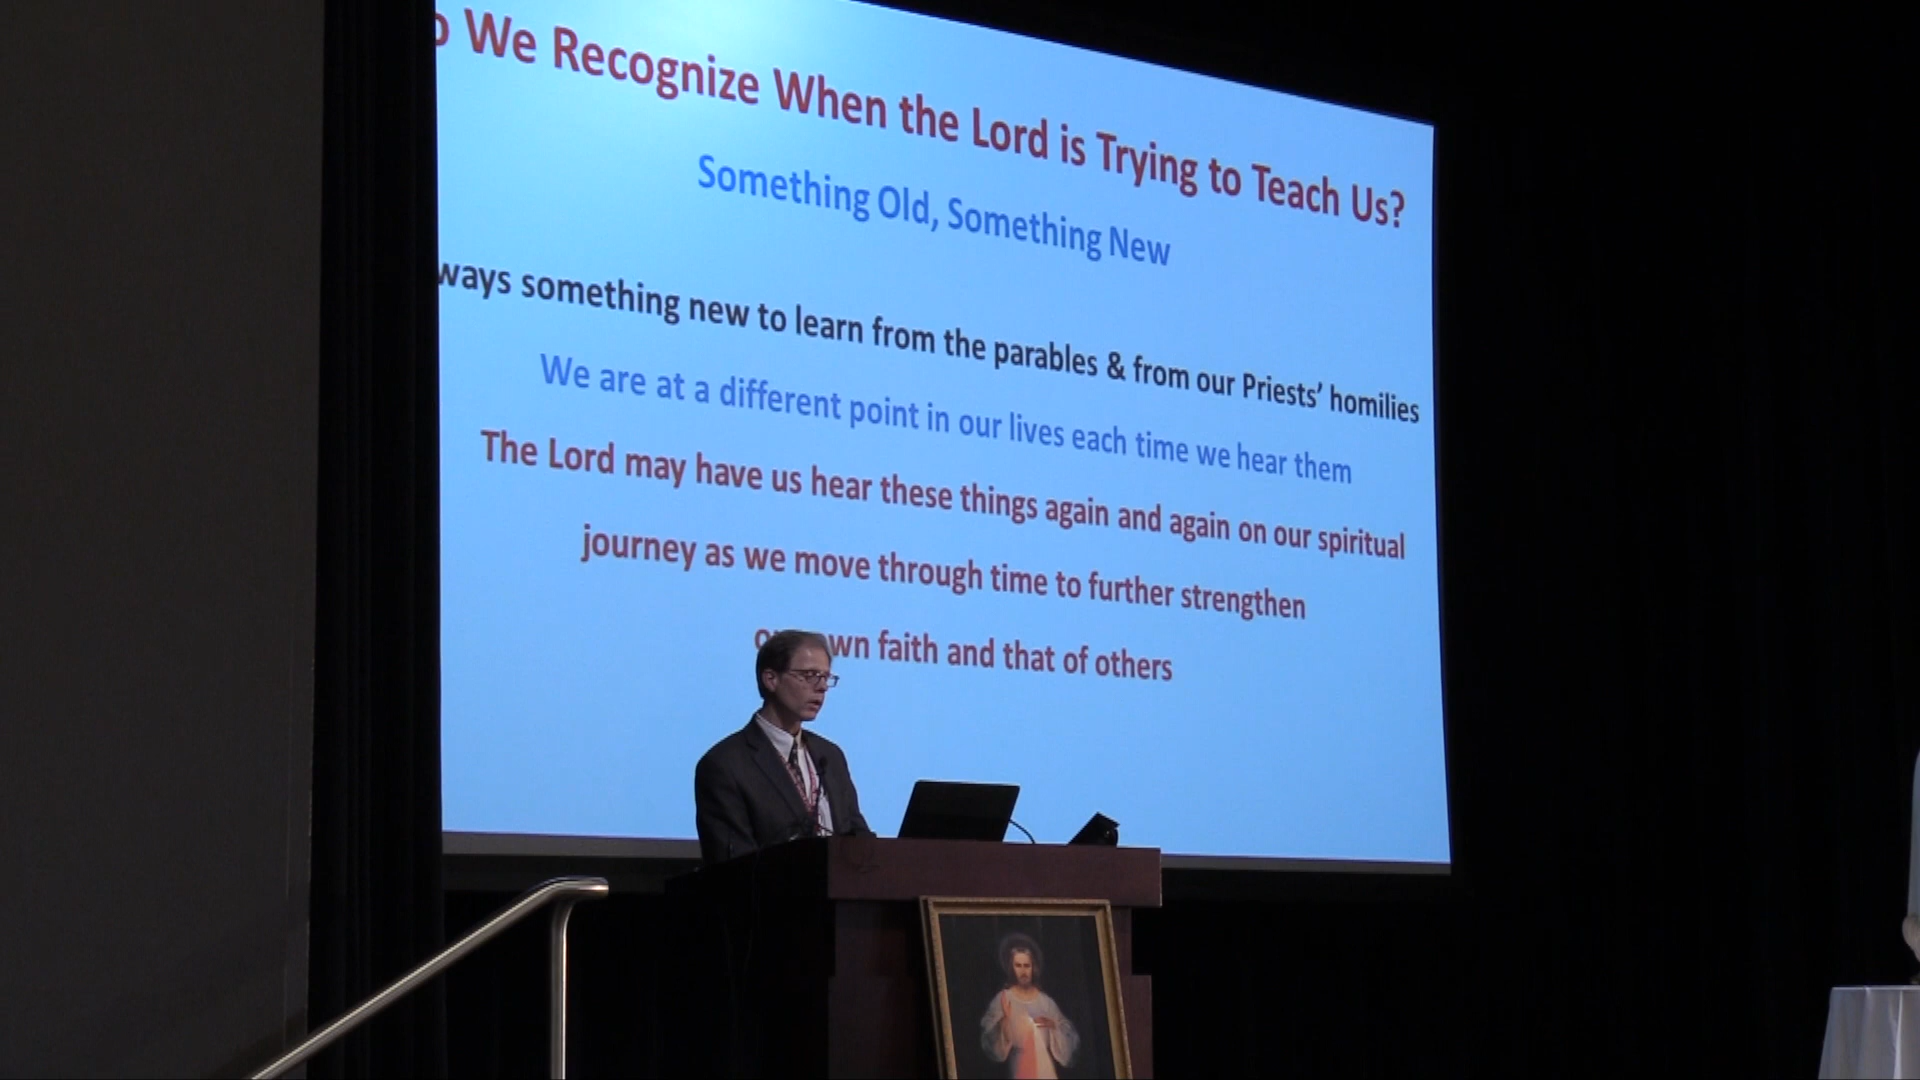 We Recognize When the Lord is Trying to Teach Us?
Something Old, Something New
something new to learn from the parables & from our Priests' homilies
We are at a different point in our lives each time we hear them
The Lord may have us hear these things again and again on our spiritual
journey as we move through time to further strengthen
faith and that of others